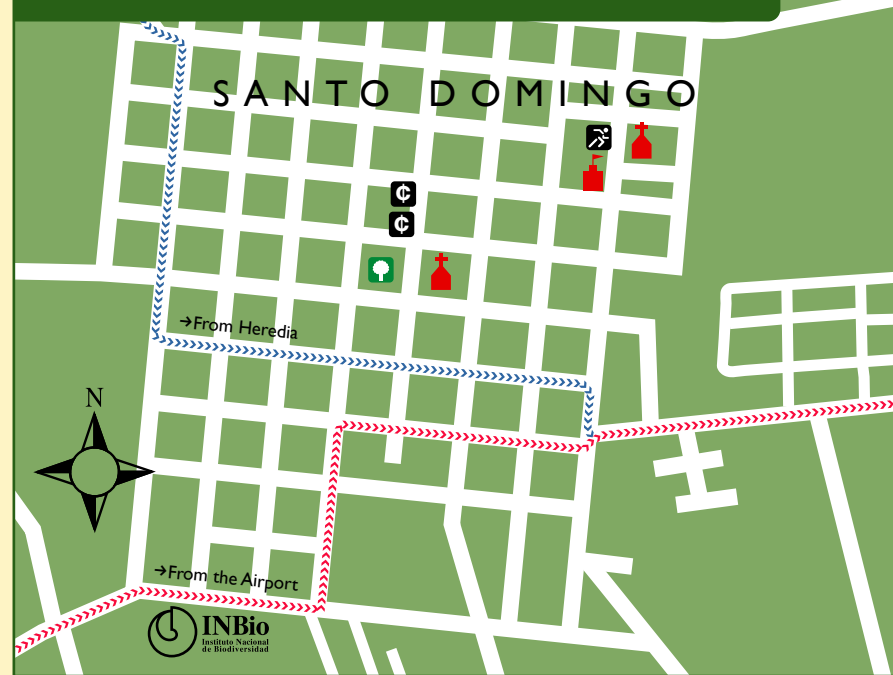 SANTO DOMINGO
¢
¢
→From Heredia
N
→From the Airport
INBio
Instituto Nacional
de Biodiversidad